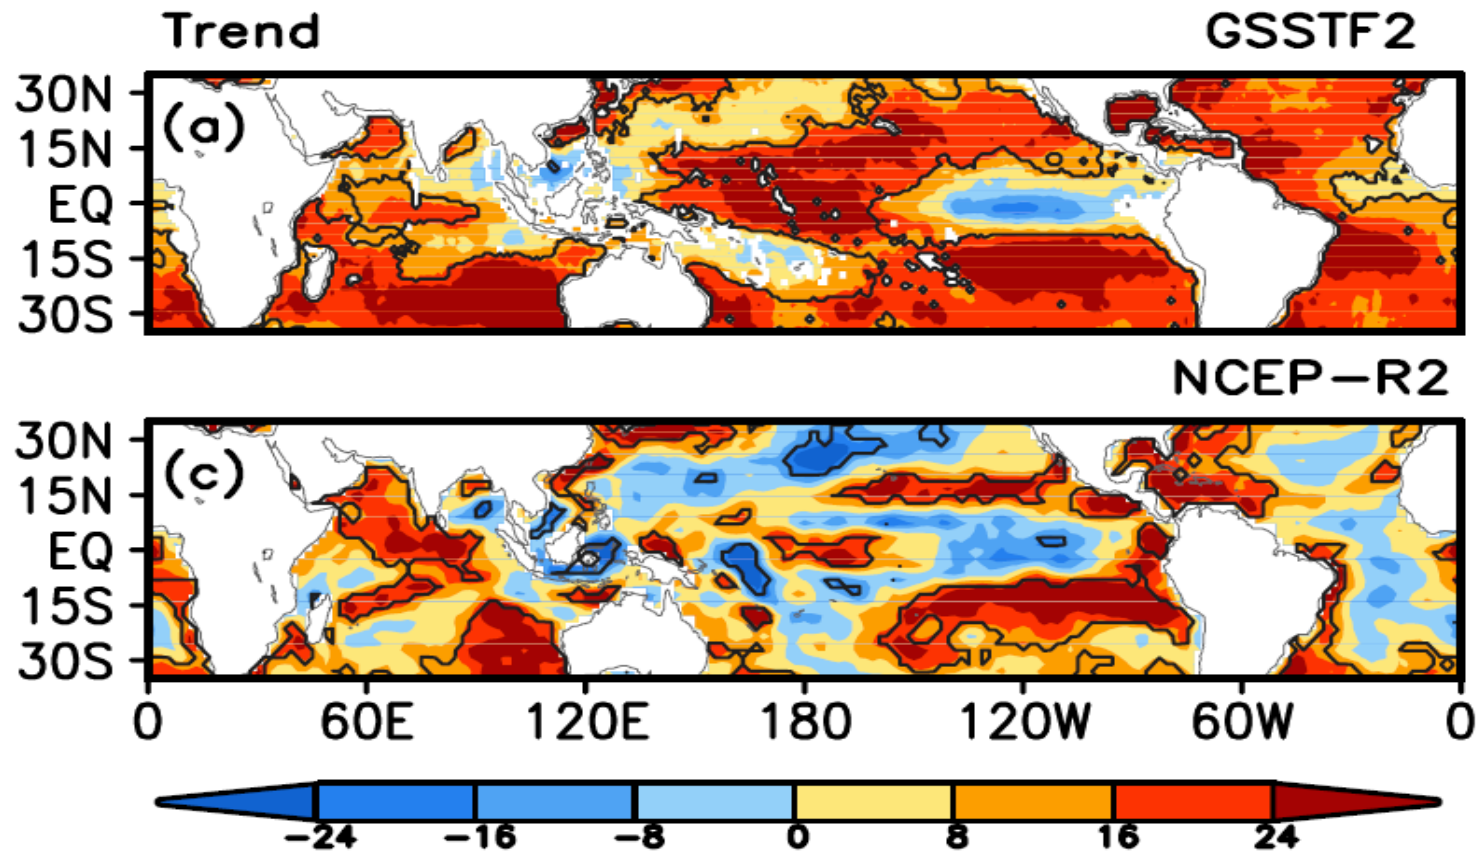 Trend GSSTF2
30N
(a)
15N
EQ
15S
30S
NCEP-R2
30N
(c)
15N
EQ
15S
30S
0 60E 120E 180 120W 60W 0
-24 -16 -8 0 8 16 24